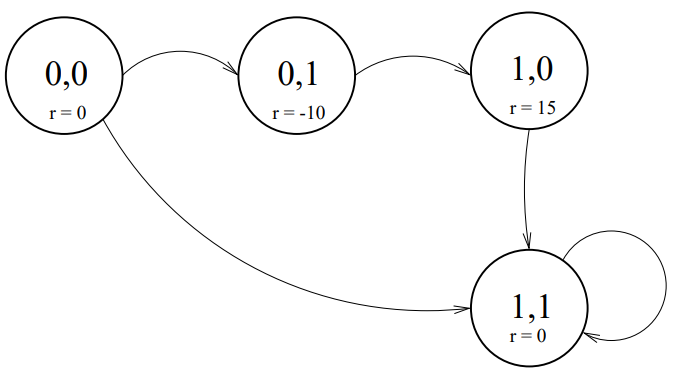 0,0
r = 0
0,1
r = -10
1,0
r = 15
1,1
r = 0